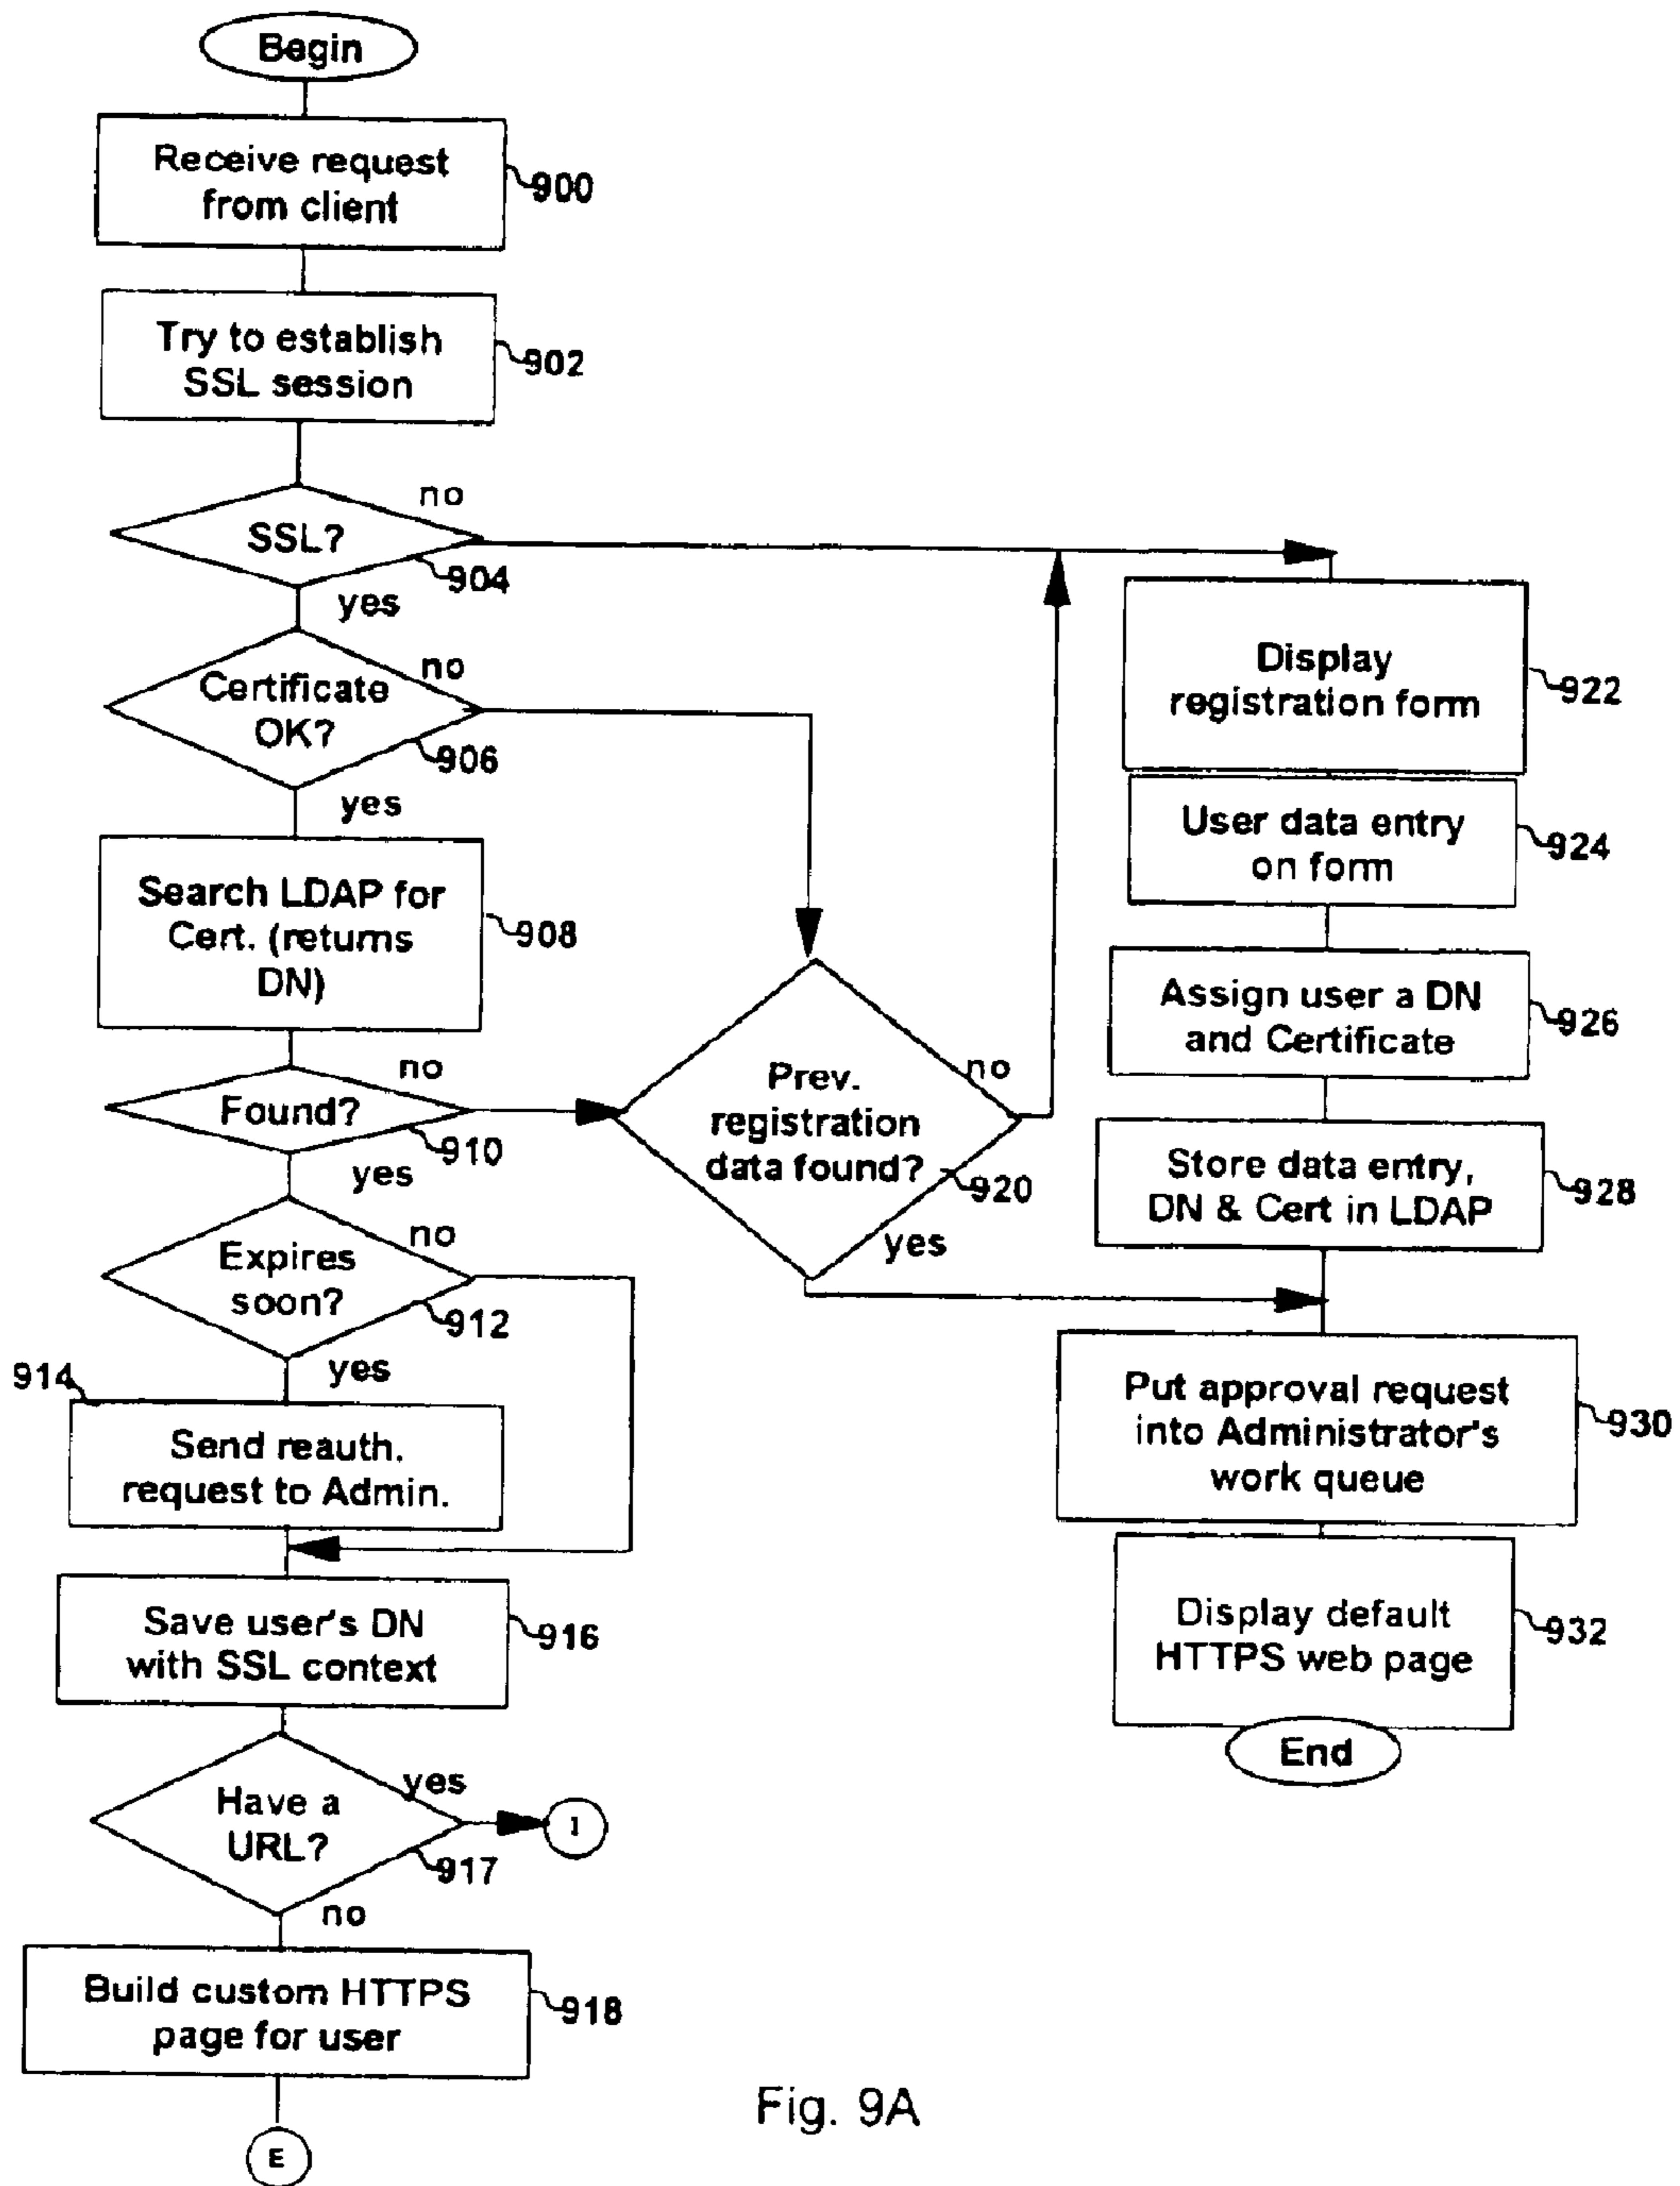 Begin
Receive request
from client
900
Try to establish
SSL session
902
no
SSL?
904
yes
no
Certificate
OK?
906
yes
Search LDAP for
Cert. (returns
DN)
908
no
Found?
910
yes
no
Expires
soon?
912
yes
914
Send reauth.
request to Admin.
Save user's DN
with SSL context
916
yes
Have a
URL?
917
I
no
Build custom HTTPS
page for user
918
E
Prev.
registration
data found?
no
920
yes
Display
registration form
922
User data entry
on form
924
Assign user a DN
and Certificate
926
Store data entry,
DN & Cert in LDAP
928
Put approval request
into Administrator's
work queue
930
Display default
HTTPS web page
932
End
Fig. 9A